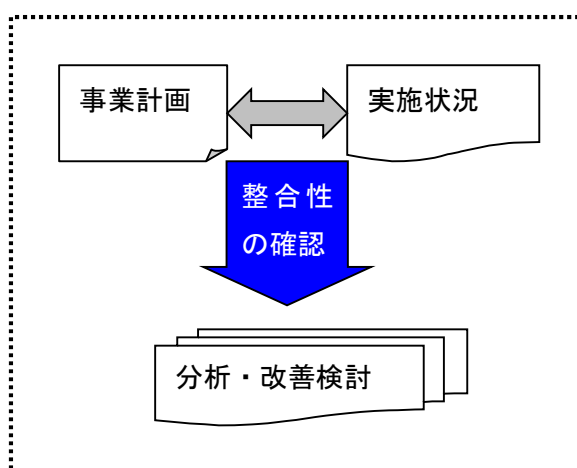 事業計画
実施状況
整合性
の確認
分析・改善検討